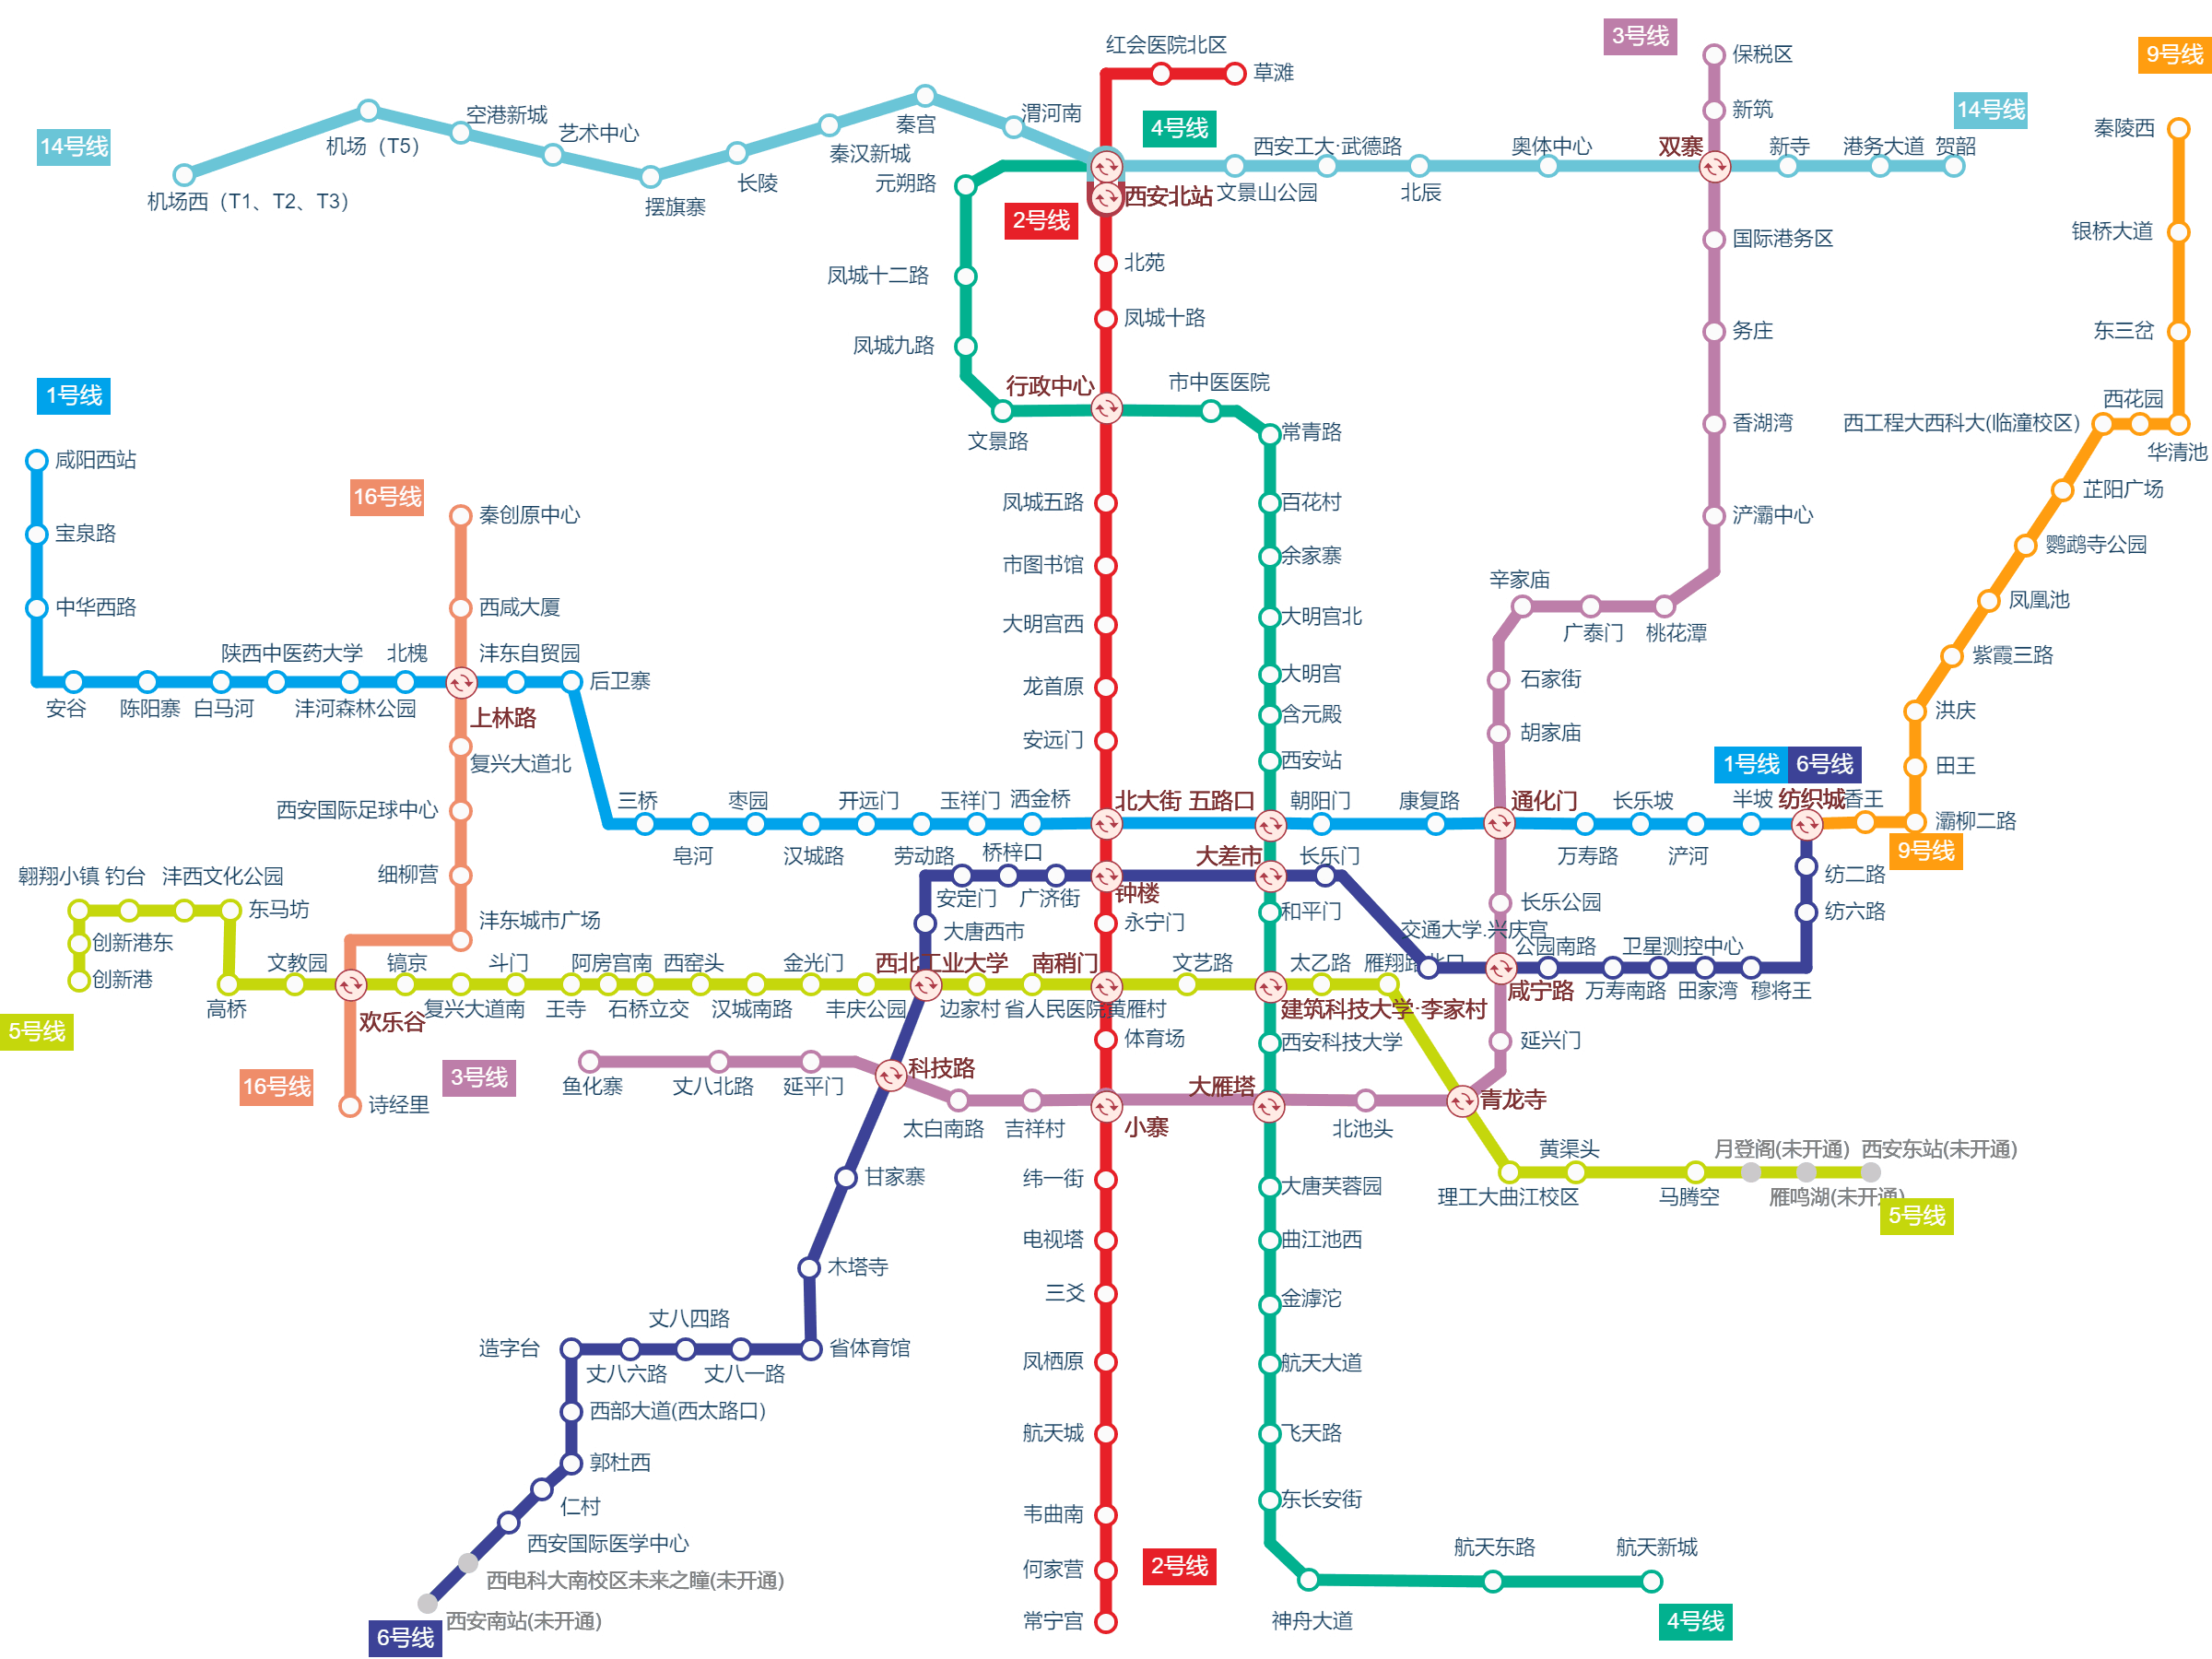 红会医院北区
草滩
3号线
保税区
9号线
新筑
14号线
机场（T5）
空港新城
艺术中心
秦宫
渭河南
4号线
14号线
秦陵西
机场西（T1、T2、T3）
摆旗寨
长陵
秦汉新城
元朔路
西安北站
文景山公园
西安工大·武德路
北辰
奥体中心
双寨
新寺
港务大道
贺韶
2号线
银桥大道
国际港务区
北苑
凤城十二路
凤城十路
凤城九路
务庄
东三岔
行政中心
市中医医院
文景路
常青路
1号线
香湖湾
西工程大西科大(临潼校区)
西花园
华清池
咸阳西站
16号线
秦创原中心
凤城五路
百花村
浐灞中心
芷阳广场
宝泉路
市图书馆
余家寨
鹦鹉寺公园
中华西路
西咸大厦
大明宫西
大明宫北
辛家庙
广泰门
桃花潭
凤凰池
陕西中医药大学
北槐
沣东自贸园
后卫寨
龙首原
大明宫
石家街
紫霞三路
安谷
陈阳寨
白马河
沣河森林公园
上林路
含元殿
洪庆
复兴大道北
安远门
西安站
胡家庙
1号线
6号线
田王
西安国际足球中心
三桥
枣园
开远门
玉祥门
洒金桥
北大街
五路口
朝阳门
康复路
通化门
长乐坡
半坡
纺织城
香王
灞柳二路
皂河
汉城路
劳动路
桥梓口
大差市
长乐门
万寿路
浐河
9号线
翱翔小镇
钓台
沣西文化公园
细柳营
安定门
广济街
钟楼
纺二路
东马坊
沣东城市广场
大唐西市
永宁门
和平门
长乐公园
纺六路
创新港东
交通大学.兴庆宫
公园南路
卫星测控中心
创新港
文教园
镐京
斗门
阿房宫南
西窑头
金光门
西北工业大学
南稍门
文艺路
太乙路
雁翔路北口
高桥
欢乐谷
复兴大道南
王寺
石桥立交
汉城南路
丰庆公园
边家村
省人民医院黄雁村
建筑科技大学·李家村
咸宁路
万寿南路
田家湾
穆将王
5号线
体育场
西安科技大学
延兴门
16号线
3号线
鱼化寨
丈八北路
延平门
科技路
大雁塔
青龙寺
诗经里
太白南路
吉祥村
小寨
北池头
黄渠头
月登阁(未开通)
西安东站(未开通)
甘家寨
纬一街
大唐芙蓉园
理工大曲江校区
马腾空
雁鸣湖(未开通)
5号线
木塔寺
电视塔
曲江池西
三爻
金滹沱
丈八四路
造字台
丈八六路
丈八一路
省体育馆
凤栖原
航天大道
西部大道(西太路口)
航天城
飞天路
郭杜西
仁村
韦曲南
东长安街
西安国际医学中心
航天东路
航天新城
西电科大南校区未来之瞳(未开通)
何家营
2号线
西安南站(未开通)
6号线
常宁宫
神舟大道
4号线